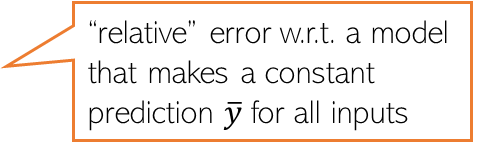 “relative” error w.r.t. a model
that makes a constant
prediction ȳ for all inputs